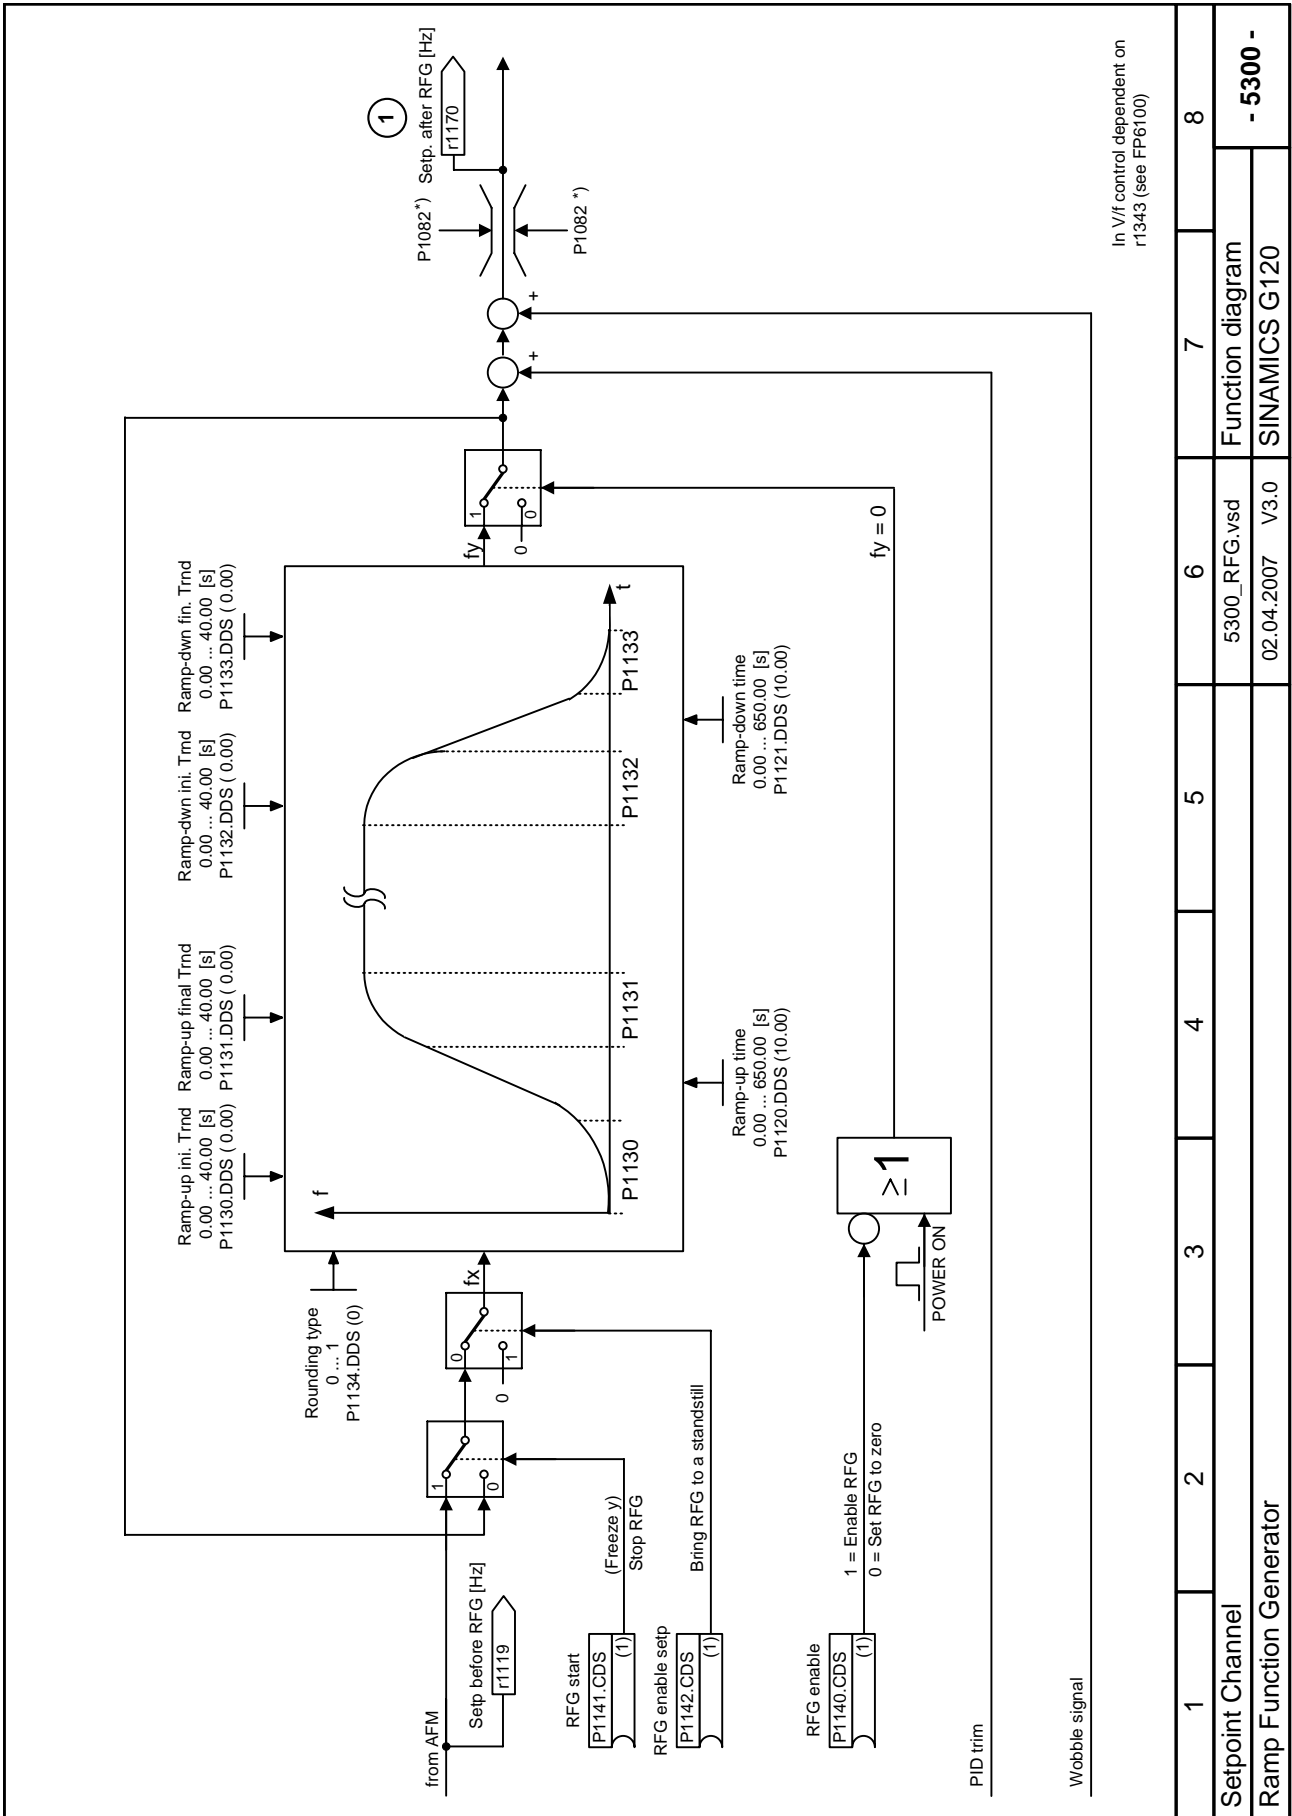 from AFM
Setp before RFG [Hz]
r1119
1
0
(Freeze y)
Stop RFG
RFG start
P1141.CDS
(1)
RFG enable setp
P1142.CDS
(1)
Bring RFG to a standstill
0
1
0
fx
Rounding type
0 ... 1
P1134.DDS (0)
Ramp-up ini. Trnd
0.00 ... 40.00 [s]
P1130.DDS ( 0.00)
Ramp-up final Trnd
0.00 ... 40.00 [s]
P1131.DDS ( 0.00)
Ramp-dwn ini. Trnd
0.00 ... 40.00 [s]
P1132.DDS ( 0.00)
Ramp-dwn fin. Trnd
0.00 ... 40.00 [s]
P1133.DDS ( 0.00)
f
t
P1130
P1131
P1132
P1133
Ramp-up time
0.00 ... 650.00 [s]
P1120.DDS (10.00)
Ramp-down time
0.00 ... 650.00 [s]
P1121.DDS (10.00)
fy
1
0
0
fy = 0
+
+
P1082*)
P1082 *)
Setp. after RFG [Hz]
r1170
1
RFG enable
P1140.CDS
(1)
1 = Enable RFG
0 = Set RFG to zero
POWER ON
≥1
PID trim
Wobble signal
In V/f control dependent on
r1343 (see FP6100)
1 2 3 4 5 6 7 8
Setpoint Channel
Ramp Function Generator
5300_RFG.vsd
02.04.2007 V3.0
Function diagram
SINAMICS G120
- 5300 -